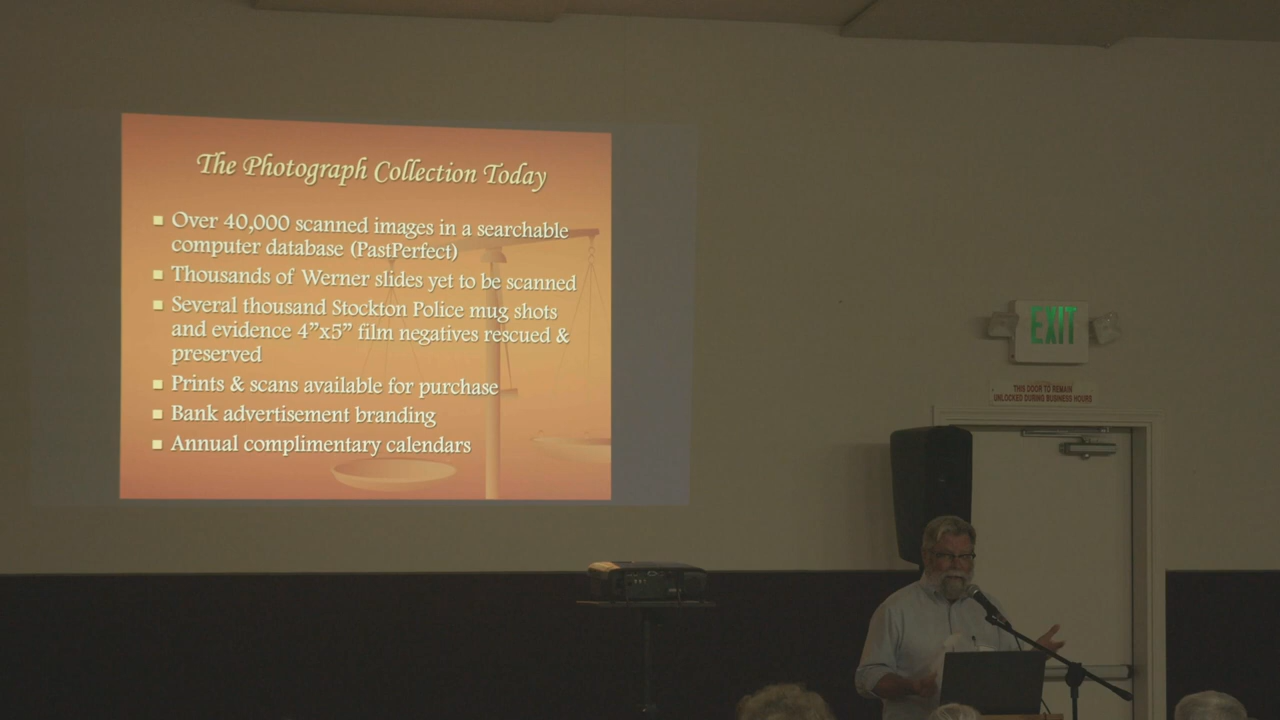 The Photograph Collection Today
■ Over 40,000 scanned images in a searchable
computer database (PastPerfect)
■ Thousands of Werner slides yet to be scanned
■ Several thousand Stockton Police mug shots
and evidence 4”x5” film negatives rescued &
preserved
■ Prints & scans available for purchase
■ Bank advertisement branding
■ Annual complimentary calendars
EXIT
THIS DOOR TO REMAIN
UNLOCKED DURING BUSINESS HOURS